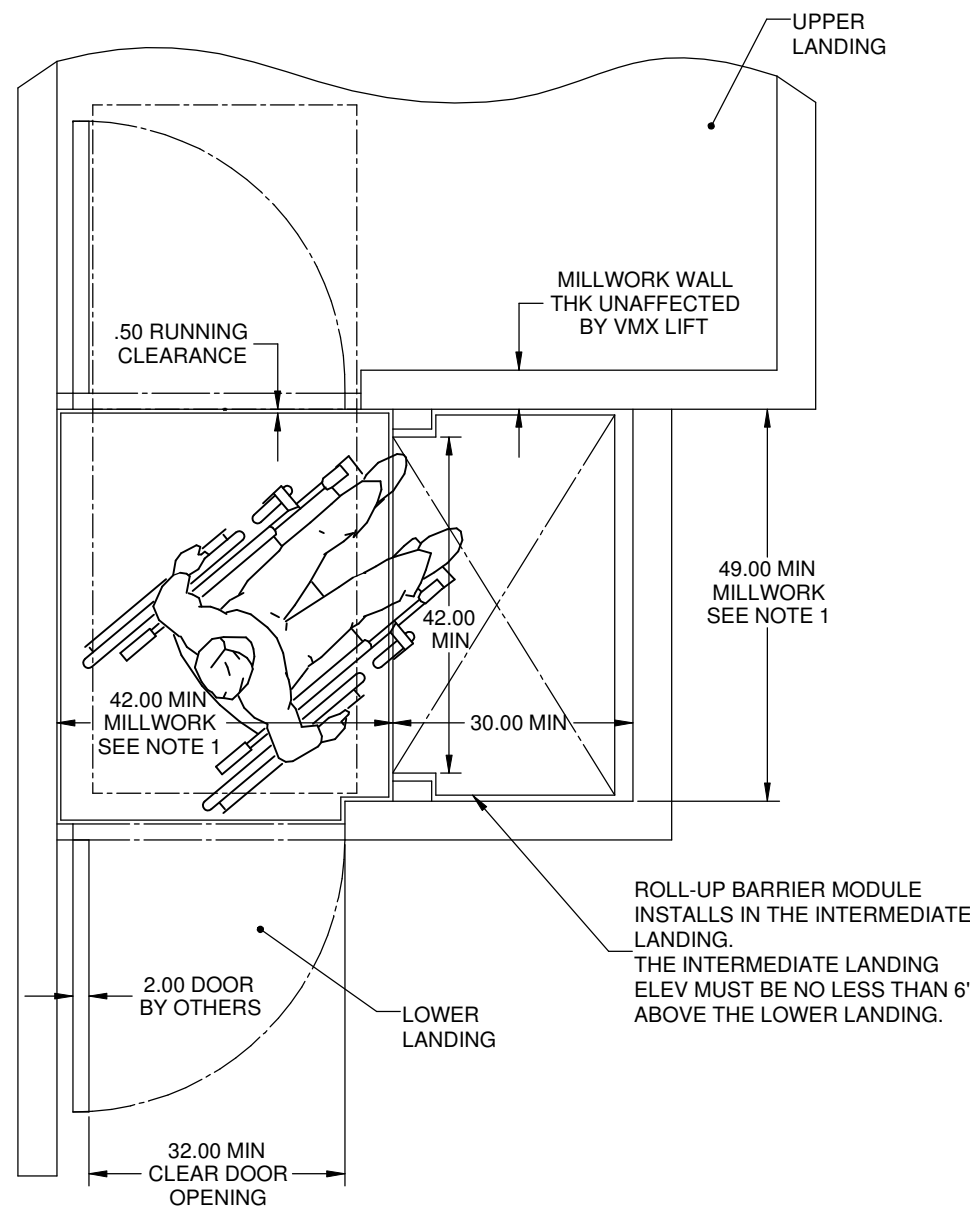 UPPER
LANDING
MILLWORK WALL
THK UNAFFECTED
BY VMX LIFT
.50 RUNNING
CLEARANCE
49.00 MIN
MILLWORK
SEE NOTE 1
42.00
MIN
42.00 MIN
MILLWORK
SEE NOTE 1
30.00 MIN
ROLL-UP BARRIER MODULE
INSTALLS IN THE INTERMEDIATE
LANDING.
THE INTERMEDIATE LANDING
ELEV MUST BE NO LESS THAN 6'
ABOVE THE LOWER LANDING.
2.00 DOOR
BY OTHERS
LOWER
LANDING
32.00 MIN
CLEAR DOOR
OPENING